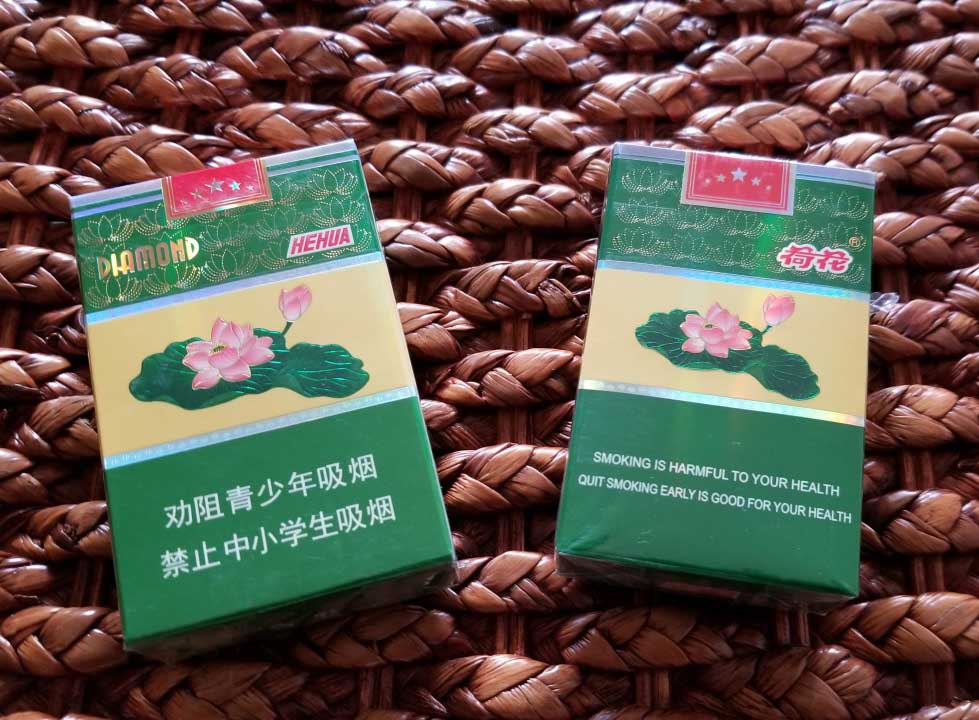 DIAMOND
HEHUA
劝阻青少年吸烟
禁止中小学生吸烟
荷花®
SMOKING IS HARMFUL TO YOUR HEALTH
QUIT SMOKING EARLY IS GOOD FOR YOUR HEALTH